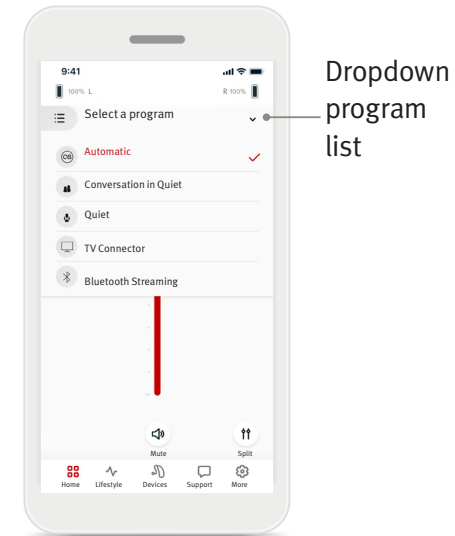 9:41
100% L
R 100%
Select a program
Automatic
Conversation in Quiet
Quiet
TV Connector
Bluetooth Streaming
Mute
Split
Home
Lifestyle
Devices
Support
More
Dropdown
program
list